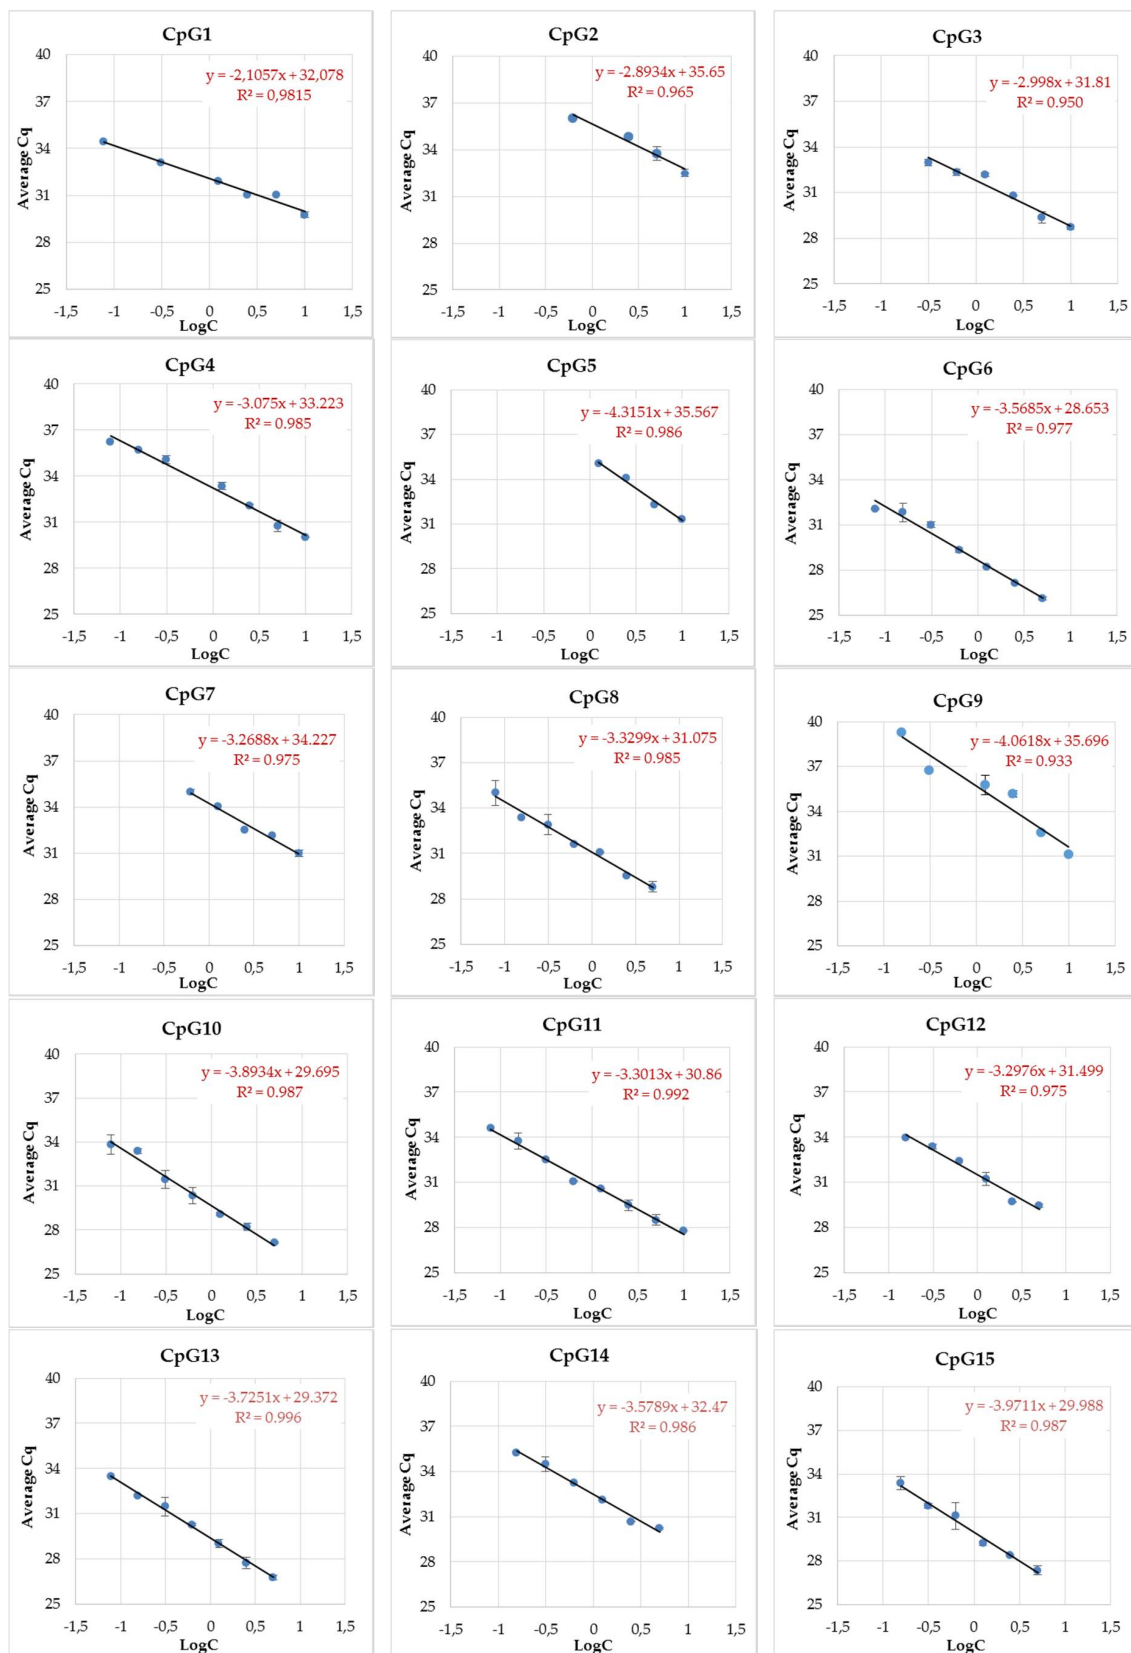 CpG1
y = -2,1057x + 32,078
R² = 0,9815
Average Cq
40
37
34
31
28
25
-1,5 -1 -0,5 0 0,5 1 1,5
LogC
CpG2
y = -2.8934x + 35.65
R² = 0.965
Average Cq
40
37
34
31
28
25
-1,5 -1 -0,5 0 0,5 1 1,5
LogC
CpG3
y = -2.998x + 31.81
R² = 0.950
Average Cq
40
37
34
31
28
25
-1,5 -1 -0,5 0 0,5 1 1,5
LogC
CpG4
y = -3.075x + 33.223
R² = 0.985
Average Cq
40
37
34
31
28
25
-1,5 -1 -0,5 0 0,5 1 1,5
LogC
CpG5
y = -4.3151x + 35.567
R² = 0.986
Average Cq
40
37
34
31
28
25
-1,5 -1 -0,5 0 0,5 1 1,5
LogC
CpG6
y = -3.5685x + 28.653
R² = 0.977
Average Cq
40
37
34
31
28
25
-1,5 -1 -0,5 0 0,5 1 1,5
LogC
CpG7
y = -3.2688x + 34.227
R² = 0.975
Average Cq
40
37
34
31
28
25
-1,5 -1 -0,5 0 0,5 1 1,5
LogC
CpG8
y = -3.3299x + 31.075
R² = 0.985
Average Cq
40
37
34
31
28
25
-1,5 -1 -0,5 0 0,5 1 1,5
LogC
CpG9
y = -4.0618x + 35.696
R² = 0.933
Average Cq
40
37
34
31
28
25
-1,5 -1 -0,5 0 0,5 1 1,5
LogC
CpG10
y = -3.8934x + 29.695
R² = 0.987
Average Cq
40
37
34
31
28
25
-1,5 -1 -0,5 0 0,5 1 1,5
LogC
CpG11
y = -3.3013x + 30.86
R² = 0.992
Average Cq
40
37
34
31
28
25
-1,5 -1 -0,5 0 0,5 1 1,5
LogC
CpG12
y = -3.2976x + 31.499
R² = 0.975
Average Cq
40
37
34
31
28
25
-1,5 -1 -0,5 0 0,5 1 1,5
LogC
CpG13
y = -3.7251x + 29.372
R² = 0.996
Average Cq
40
37
34
31
28
25
-1,5 -1 -0,5 0 0,5 1 1,5
LogC
CpG14
y = -3.5789x + 32.47
R² = 0.986
Average Cq
40
37
34
31
28
25
-1,5 -1 -0,5 0 0,5 1 1,5
LogC
CpG15
y = -3.9711x + 29.988
R² = 0.987
Average Cq
40
37
34
31
28
25
-1,5 -1 -0,5 0 0,5 1 1,5
LogC